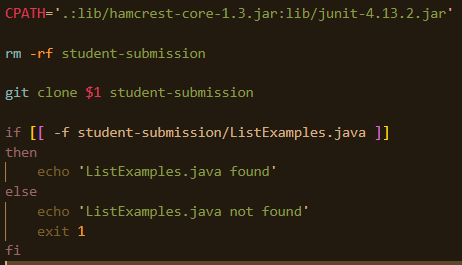 CPATH='.:lib/hamcrest-core-1.3.jar:lib/junit-4.13.2.jar'
rm -rf student-submission
git clone $1 student-submission
if [[ -f student-submission/ListExamples.java ]]
then
    echo 'ListExamples.java found'
else
    echo 'ListExamples.java not found'
    exit 1
fi